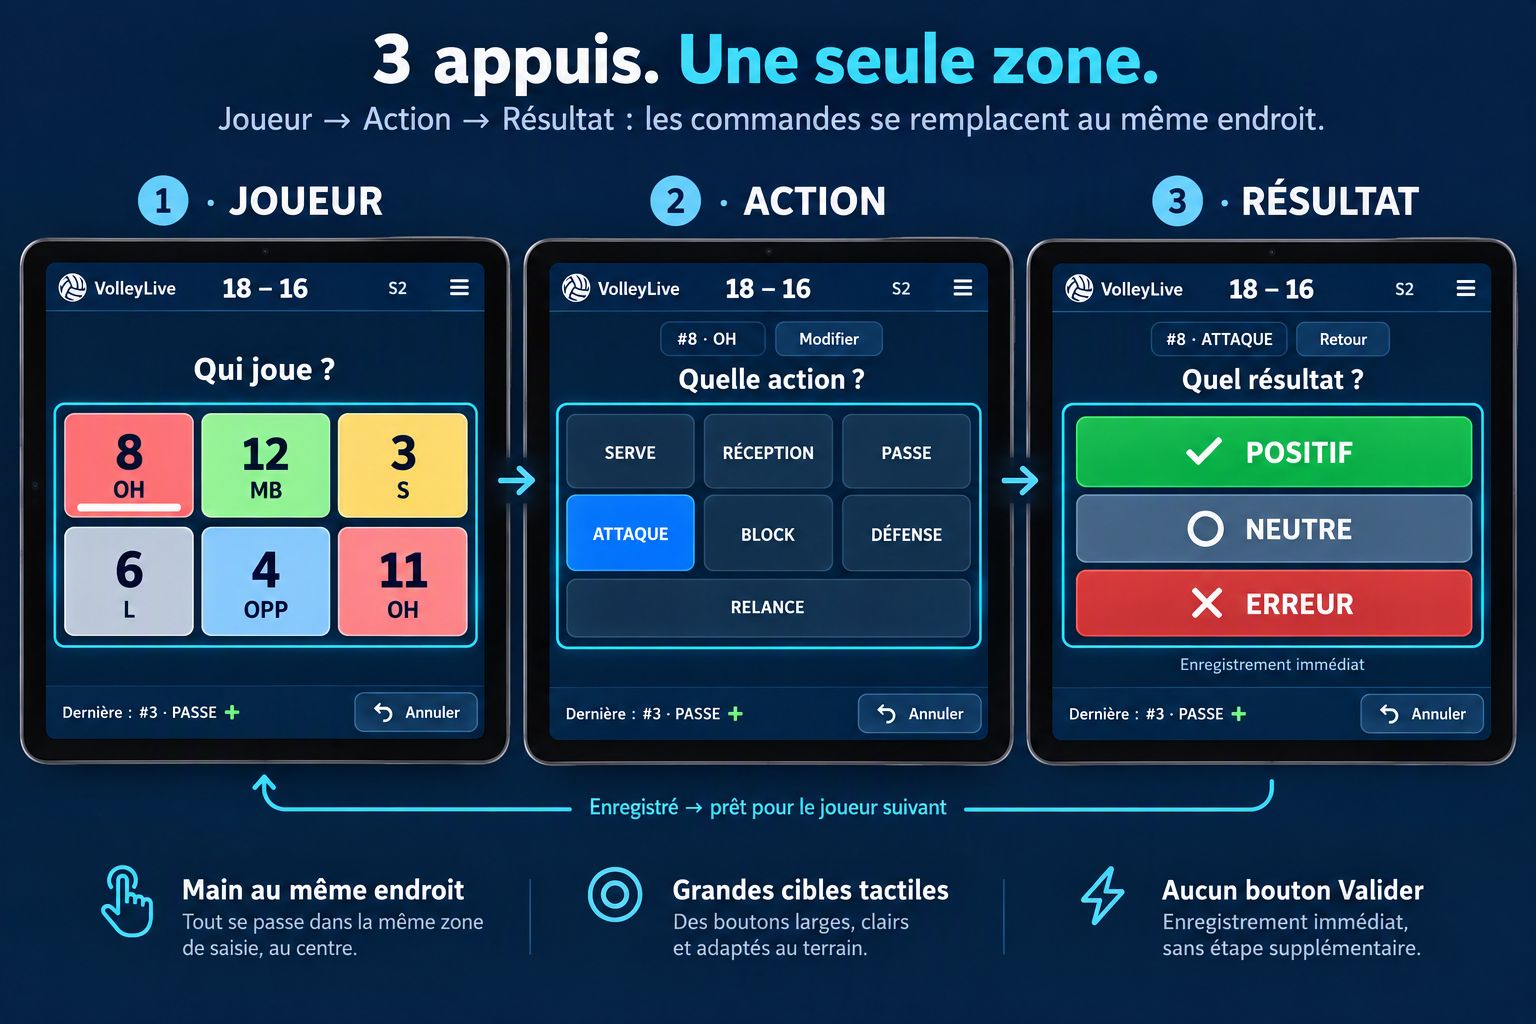 3 appuis. Une seule zone.
Joueur → Action → Résultat : les commandes se remplacent au même endroit.
1 · JOUEUR
VolleyLive 18 – 16 S2
Qui joue ?
8
OH
12
MB
3
S
6
L
4
OPP
11
OH
Dernière : #3 · PASSE +
Annuler
2 · ACTION
VolleyLive 18 – 16 S2
#8 · OH
Modifier
Quelle action ?
SERVE
RÉCEPTION
PASSE
ATTAQUE
BLOCK
DÉFENSE
RELANCE
Dernière : #3 · PASSE +
Annuler
3 · RÉSULTAT
VolleyLive 18 – 16 S2
#8 · ATTAQUE
Retour
Quel résultat ?
POSITIF
NEUTRE
ERREUR
Enregistrement immédiat
Dernière : #3 · PASSE +
Annuler
Enregistré → prêt pour le joueur suivant
Main au même endroit
Tout se passe dans la même zone
de saisie, au centre.
Grandes cibles tactiles
Des boutons larges, clairs
et adaptés au terrain.
Aucun bouton Valider
Enregistrement immédiat,
sans étape supplémentaire.